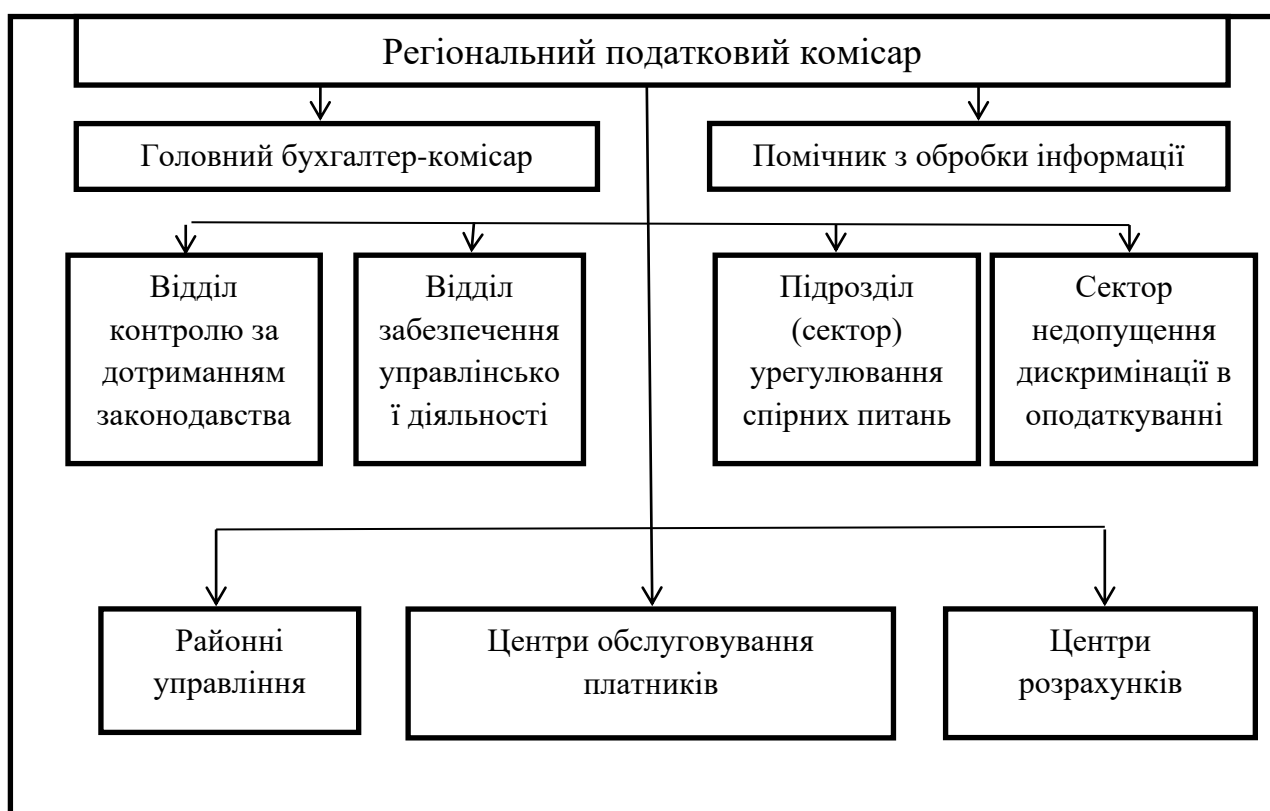 Регіональний податковий комісар
Головний бухгалтер-комісар
Помічник з обробки інформації
Відділ
контролю за
дотриманням
законодавства
Відділ
забезпечення
управлінсько
ї діяльності
Підрозділ
(сектор)
урегулювання
спірних питань
Сектор
недопущення
дискримінації в
оподаткуванні
Районні
управління
Центри обслуговування
платників
Центри
розрахунків